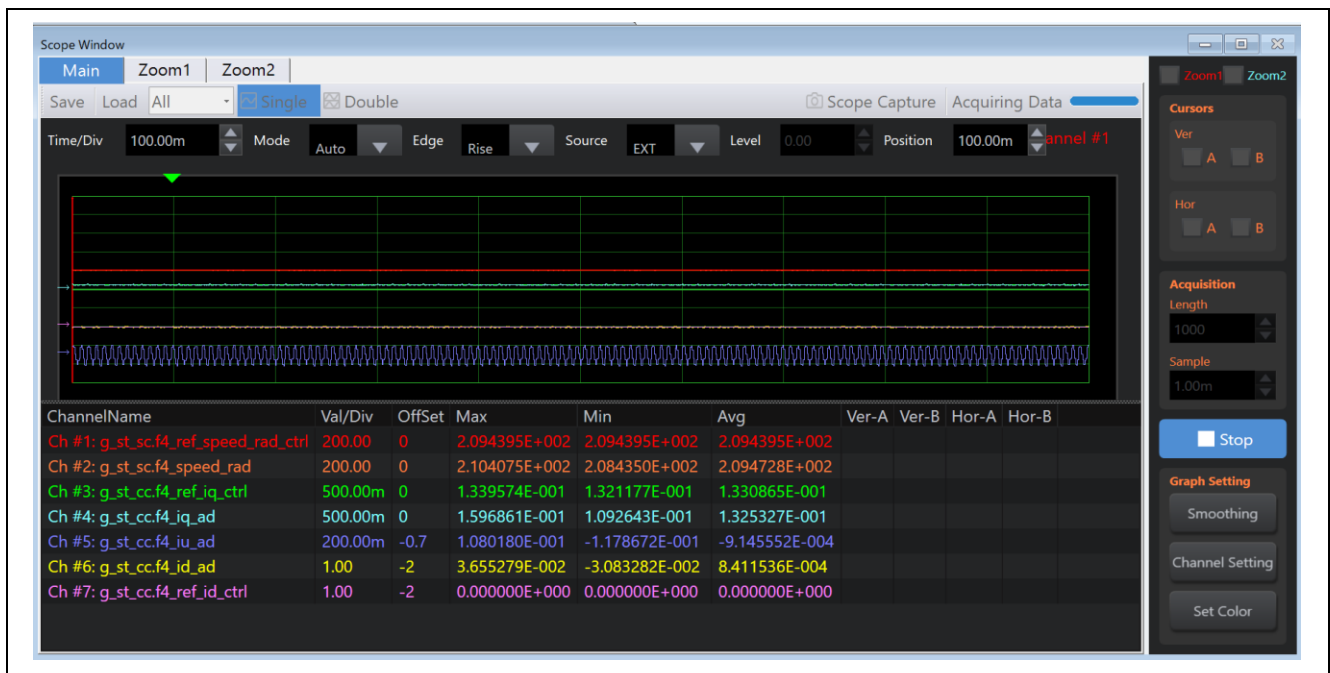 Scope Window
Main Zoom1 Zoom2
Zoom1 Zoom2
Save Load All Single Double Scope Capture Acquiring Data
Cursors
Time/Div 100.00m Mode Auto Edge Rise Source EXT Level 0.00 Position 100.00m annel #1
Ver
A B
Hor
A B
Acquisition
Length
1000
Sample
1.00m
ChannelName Val/Div OffSet Max Min Avg Ver-A Ver-B Hor-A Hor-B
Ch #1: g_st_sc.f4_ref_speed_rad_ctrl 200.00 0 2.094395E+002 2.094395E+002 2.094395E+002
Ch #2: g_st_sc.f4_speed_rad 200.00 0 2.104075E+002 2.084350E+002 2.094728E+002
Ch #3: g_st_cc.f4_ref_iq_ctrl 500.00m 0 1.339574E-001 1.321177E-001 1.330865E-001
Ch #4: g_st_cc.f4_iq_ad 500.00m 0 1.596861E-001 1.092643E-001 1.325327E-001
Ch #5: g_st_cc.f4_iu_ad 200.00m -0.7 1.080180E-001 -1.178672E-001 -9.145552E-004
Ch #6: g_st_cc.f4_id_ad 1.00 -2 3.655279E-002 -3.083282E-002 8.411536E-004
Ch #7: g_st_cc.f4_ref_id_ctrl 1.00 -2 0.000000E+000 0.000000E+000 0.000000E+000
Stop
Graph Setting
Smoothing
Channel Setting
Set Color